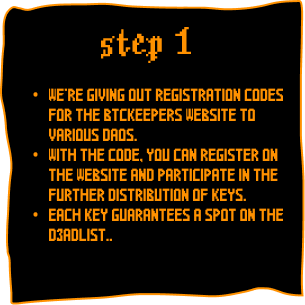 step 1
• WE'RE GIVING OUT REGISTRATION CODES
FOR THE BTCKEEPERS WEBSITE TO
VARIOUS DAOS.
• WITH THE CODE, YOU CAN REGISTER ON
THE WEBSITE AND PARTICIPATE IN THE
FURTHER DISTRIBUTION OF KEYS.
• EACH KEY GUARANTEES A SPOT ON THE
D3ADLIST..